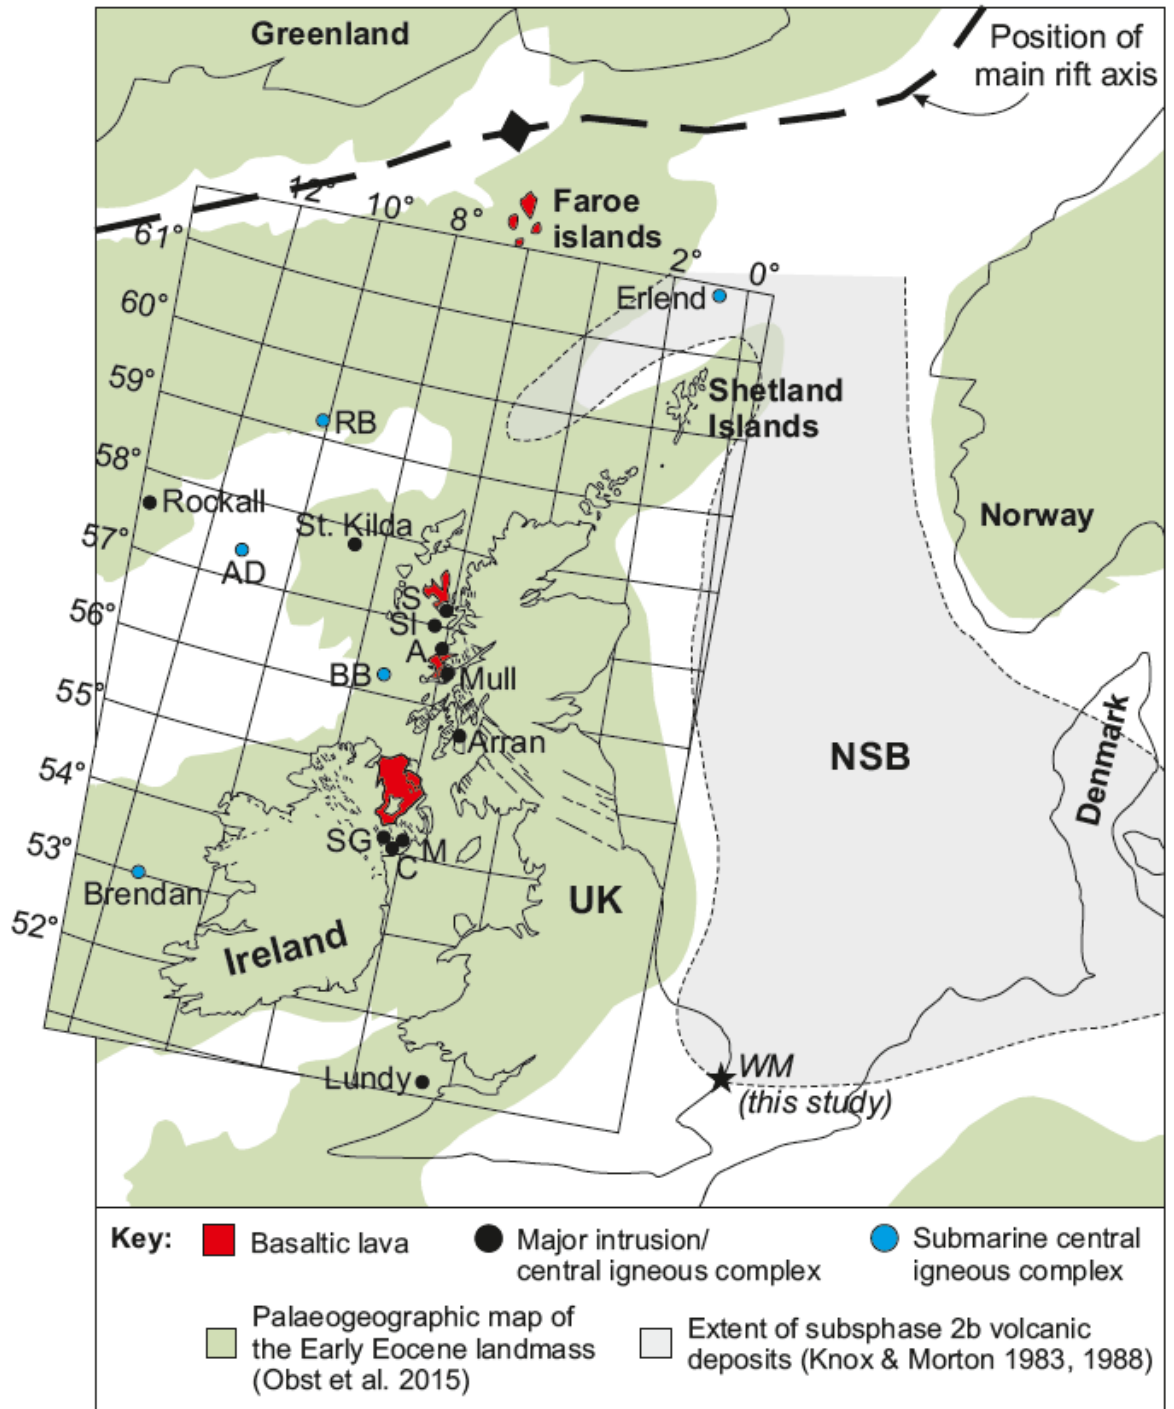 Greenland
Position of
main rift axis
12°
10°
8°
Faroe
islands
61°
2°
0°
60°
Erlend
59°
Shetland
Islands
RB
58°
Rockall
St. Kilda
Norway
57°
AD
S
56°
SI
A
BB
Mull
55°
Arran
NSB
Denmark
54°
SG
M
C
53°
Brendan
UK
52°
Ireland
WM
(this study)
Lundy
Key:
Basaltic lava
Major intrusion/
central igneous complex
Submarine central
igneous complex
Palaeogeographic map of
the Early Eocene landmass
(Obst et al. 2015)
Extent of subsphase 2b volcanic
deposits (Knox & Morton 1983, 1988)